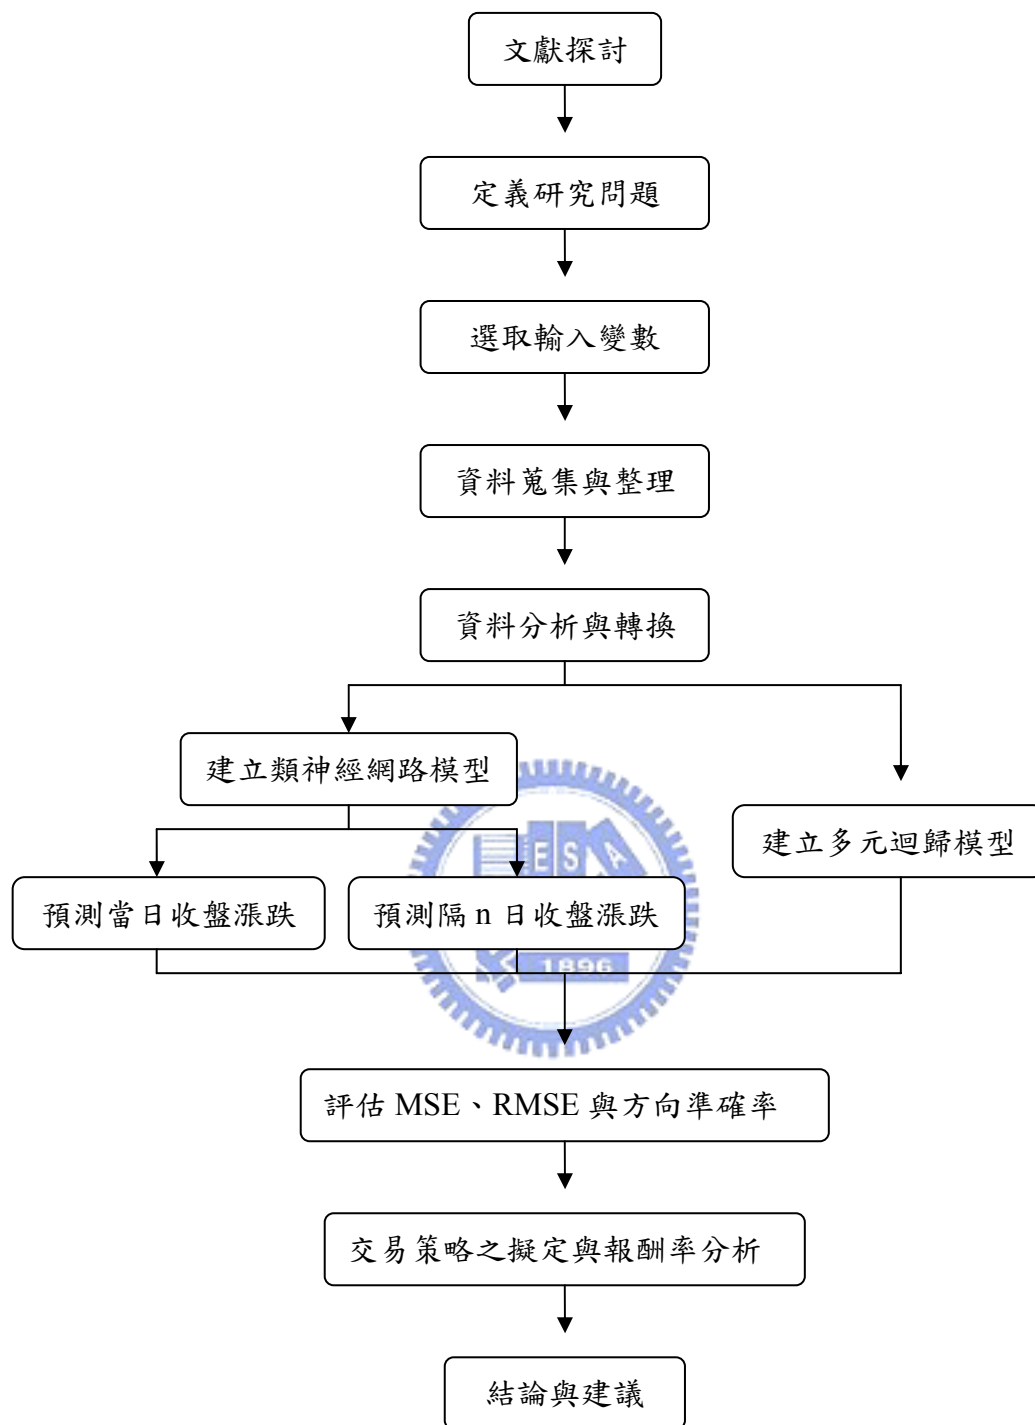 文獻探討
定義研究問題
選取輸入變數
資料蒐集與整理
資料分析與轉換
建立類神經網路模型
建立多元迴歸模型
預測當日收盤漲跌
預測隔 n 日收盤漲跌
ESA
1896
評估 MSE、RMSE 與方向準確率
交易策略之擬定與報酬率分析
結論與建議